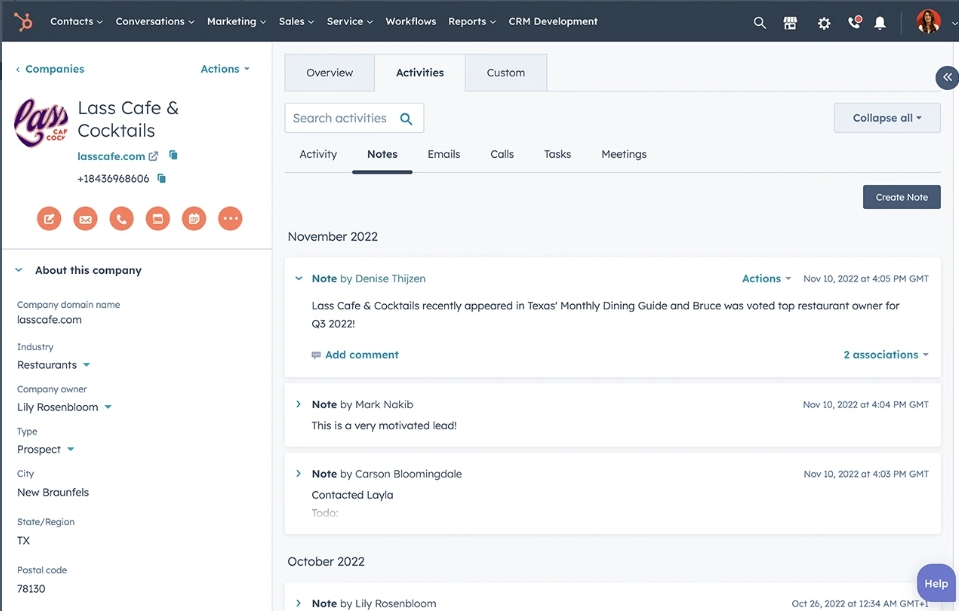 Contacts Conversations Marketing Sales Service Workflows Reports CRM Development
Companies Actions
lass
CAF
COCK
Lass Cafe &
Cocktails
lasscafe.com
+18436968606
About this company
Company domain name
lasscafe.com
Industry
Restaurants
Company owner
Lily Rosenbloom
Type
Prospect
City
New Braunfels
State/Region
TX
Postal code
78130
Overview Activities Custom
Search activities Collapse all
Activity Notes Emails Calls Tasks Meetings
Create Note
November 2022
Note by Denise Thijzen Actions Nov 10, 2022 at 4:05 PM GMT
Lass Cafe & Cocktails recently appeared in Texas' Monthly Dining Guide and Bruce was voted top restaurant owner for
Q3 2022!
Add comment 2 associations
Note by Mark Nakib Nov 10, 2022 at 4:04 PM GMT
This is a very motivated lead!
Note by Carson Bloomingdale Nov 10, 2022 at 4:03 PM GMT
Contacted Layla
Todo:
October 2022
Note by Lily Rosenbloom Oct 26, 2022 at 12:34 AM GMT+1
Help